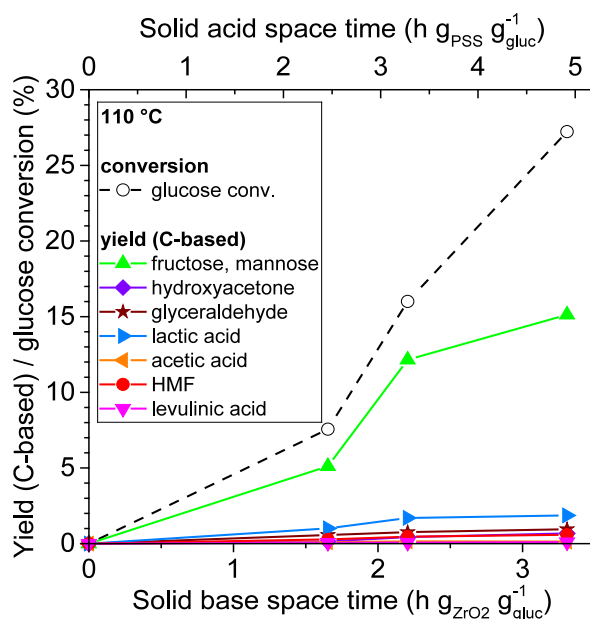 Solid acid space time (h g_PSS g_gluc^-1)
0 1 2 3 4 5
30
25
20
15
10
5
0
Yield (C-based) / glucose conversion (%)
110 °C
conversion
glucose conv.
yield (C-based)
fructose, mannose
hydroxyacetone
glyceraldehyde
lactic acid
acetic acid
HMF
levulinic acid
0 1 2 3
Solid base space time (h g_ZrO2 g_gluc^-1)